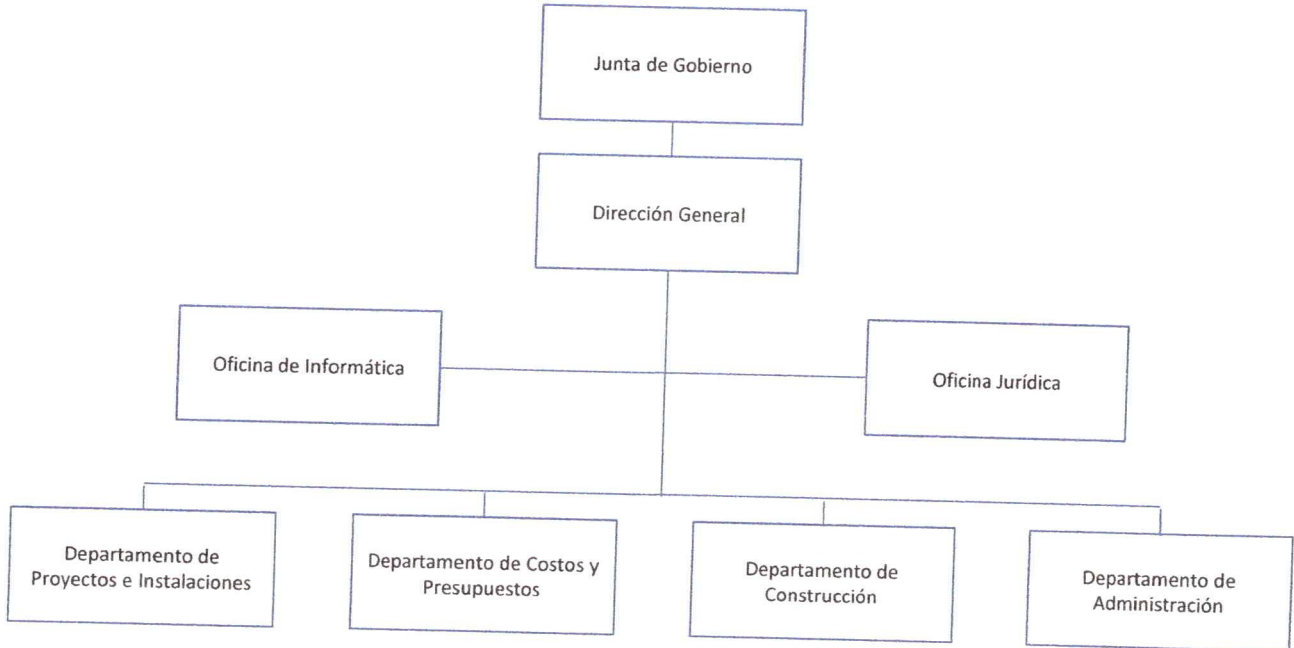 Junta de Gobierno
Dirección General
Oficina de Informática
Oficina Jurídica
Departamento de
Proyectos e Instalaciones
Departamento de Costos y
Presupuestos
Departamento de
Construcción
Departamento de
Administración